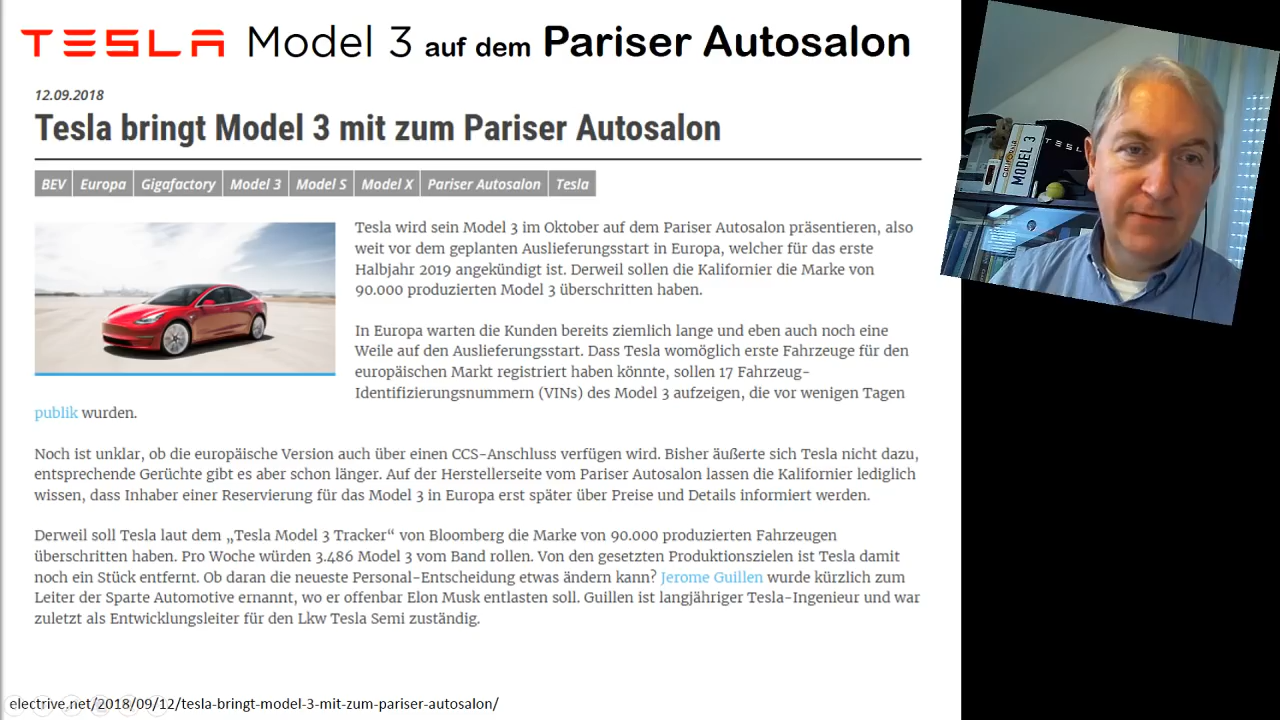 TESLA Model 3 auf dem Pariser Autosalon
12.09.2018
Tesla bringt Model 3 mit zum Pariser Autosalon
BEV Europa Gigafactory Model 3 Model S Model X Pariser Autosalon Tesla
Tesla wird sein Model 3 im Oktober auf dem Pariser Autosalon präsentieren, also
weit vor dem geplanten Auslieferungsstart in Europa, welcher für das erste
Halbjahr 2019 angekündigt ist. Derweil sollen die Kalifornier die Marke von
90.000 produzierten Model 3 überschritten haben.
In Europa warten die Kunden bereits ziemlich lange und eben auch noch eine
Weile auf den Auslieferungsstart. Dass Tesla womöglich erste Fahrzeuge für den
europäischen Markt registriert haben könnte, sollen 17 Fahrzeug-
Identifizierungsnummern (VINs) des Model 3 aufzeigen, die vor wenigen Tagen
publik wurden.
Noch ist unklar, ob die europäische Version auch über einen CCS-Anschluss verfügen wird. Bisher äußerte sich Tesla nicht dazu,
entsprechende Gerüchte gibt es aber schon länger. Auf der Herstellerseite vom Pariser Autosalon lassen die Kalifornier lediglich
wissen, dass Inhaber einer Reservierung für das Model 3 in Europa erst später über Preise und Details informiert werden.
Derweil soll Tesla laut dem „Tesla Model 3 Tracker“ von Bloomberg die Marke von 90.000 produzierten Fahrzeugen
überschritten haben. Pro Woche würden 3.486 Model 3 vom Band rollen. Von den gesetzten Produktionszielen ist Tesla damit
noch ein Stück entfernt. Ob daran die neueste Personal-Entscheidung etwas ändern kann? Jerome Guillen wurde kürzlich zum
Leiter der Sparte Automotive ernannt, wo er offenbar Elon Musk entlasten soll. Guillen ist langjähriger Tesla-Ingenieur und war
zuletzt als Entwicklungsleiter für den Lkw Tesla Semi zuständig.
electrive.net/2018/09/12/tesla-bringt-model-3-mit-zum-pariser-autosalon/
MODEL 3
TESL